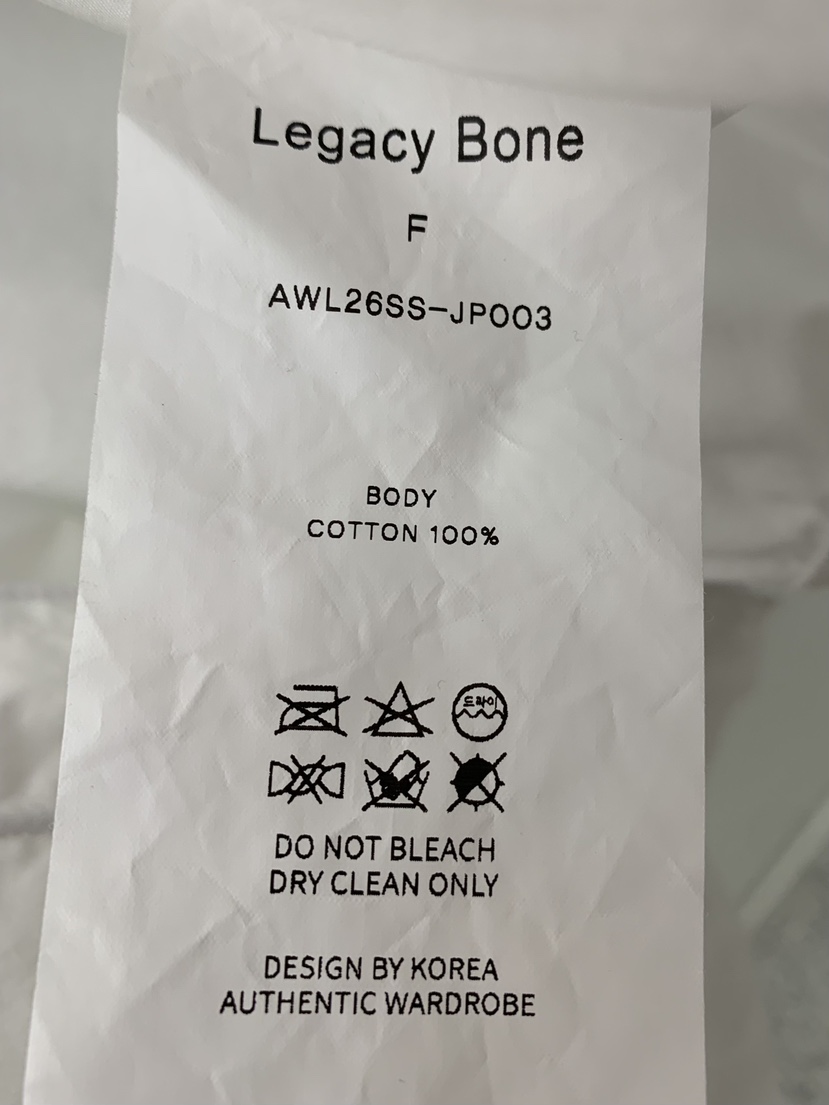 Legacy Bone
F
AWL26SS-JP003
BODY
COTTON 100%
드라이
DO NOT BLEACH
DRY CLEAN ONLY
DESIGN BY KOREA
AUTHENTIC WARDROBE